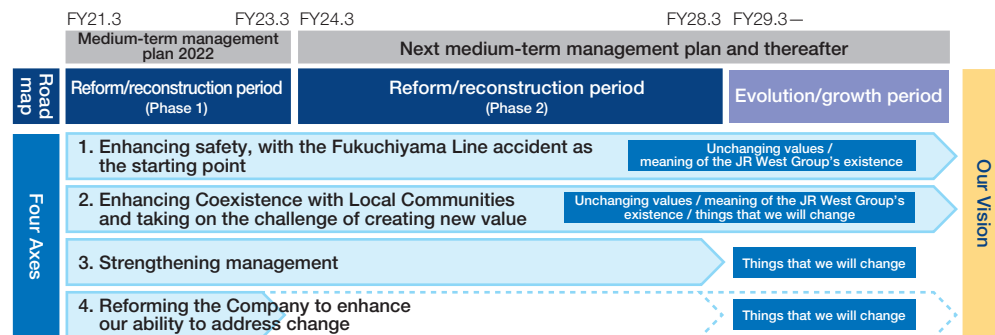 FY21.3
FY23.3
FY24.3
FY28.3
FY29.3—
Medium-term management
plan 2022
Next medium-term management plan and thereafter
Road
map
Reform/reconstruction period
(Phase 1)
Reform/reconstruction period
(Phase 2)
Evolution/growth period
Four Axes
1. Enhancing safety, with the Fukuchiyama Line accident as
the starting point
Unchanging values /
meaning of the JR West Group's existence
2. Enhancing Coexistence with Local Communities
and taking on the challenge of creating new value
Unchanging values / meaning of the JR West Group's
existence / things that we will change
3. Strengthening management
Things that we will change
4. Reforming the Company to enhance
our ability to address change
Things that we will change
Our Vision